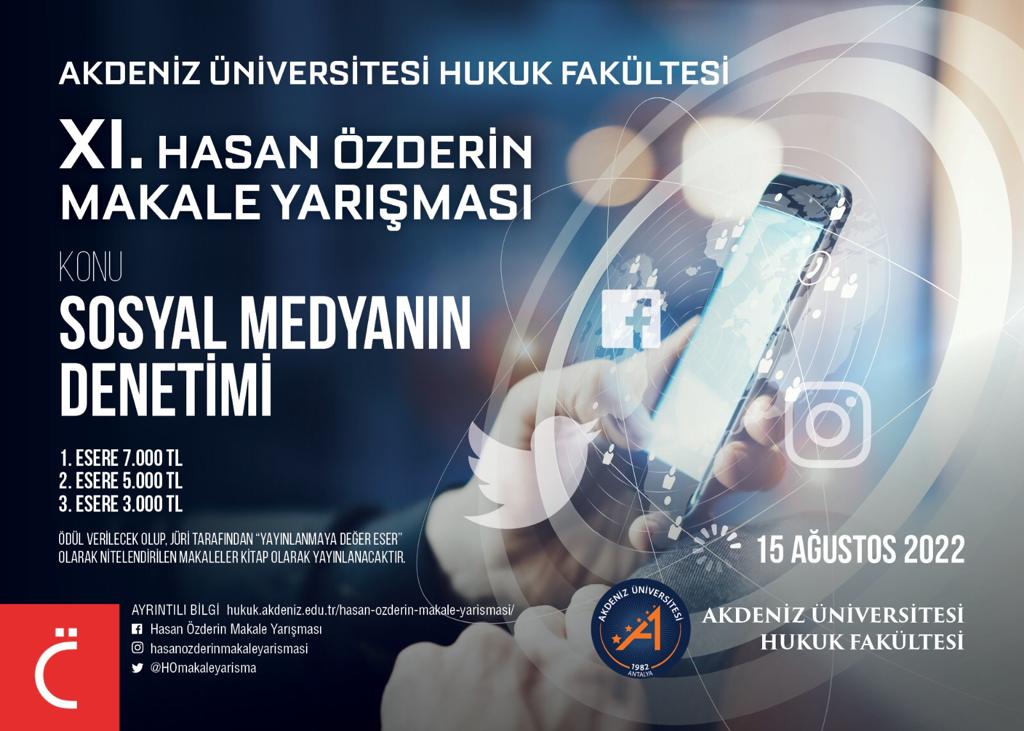 AKDENİZ ÜNİVERSİTESİ HUKUK FAKÜLTESİ
XI. HASAN ÖZDERİN
MAKALE YARIŞMASI
KONU
SOSYAL MEDYANIN
DENETİMİ
1. ESERE 7.000 TL
2. ESERE 5.000 TL
3. ESERE 3.000 TL
ÖDÜL VERİLECEK OLUP, JÜRİ TARAFINDAN “YAYINLANMAYA DEĞER ESER”
OLARAK NİTELENDİRİLEN MAKALELER KİTAP OLARAK YAYINLANACAKTIR.
15 AĞUSTOS 2022
AYRINTILI BİLGİ hukuk.akdeniz.edu.tr/hasan-ozderin-makale-yarismasi/
Hasan Özderin Makale Yarışması
hasanozderinmakaleyarismasi
@HOmakaleyarisma
AKDENİZ ÜNİVERSİTESİ
1982
ANTALYA
AKDENİZ ÜNİVERSİTESİ
HUKUK FAKÜLTESİ